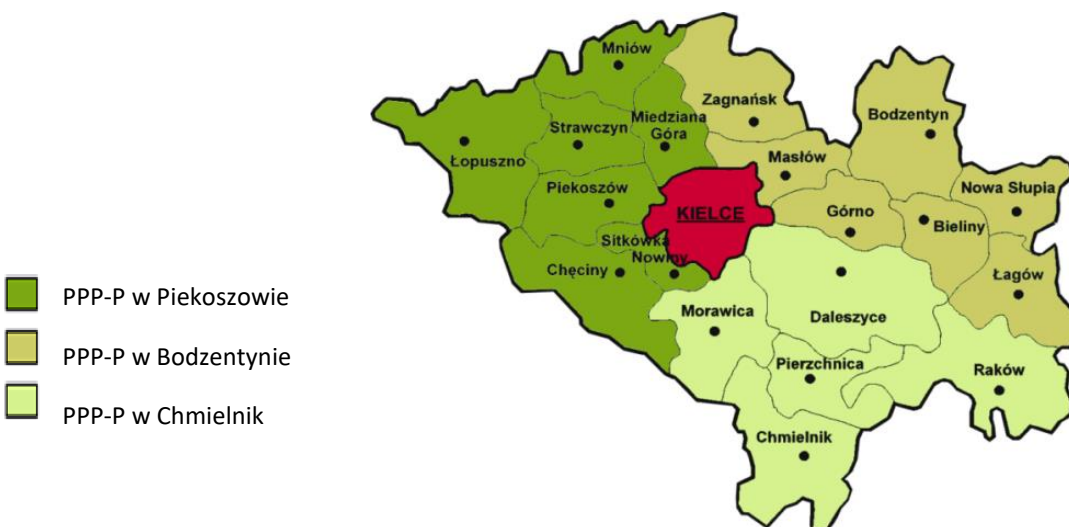 Mniów
Zagnańsk
Bodzentyn
Strawczyn
Miedziana
Góra
Łopuszno
Masłów
Nowa Słupia
Piekoszów
KIELCE
Górno
Bieliny
Sitkówka
Nowiny
Chęciny
Łagów
Morawica
Daleszyce
Pierzchnica
Raków
Chmielnik
PPP-P w Piekoszowie
PPP-P w Bodzentynie
PPP-P w Chmielnik